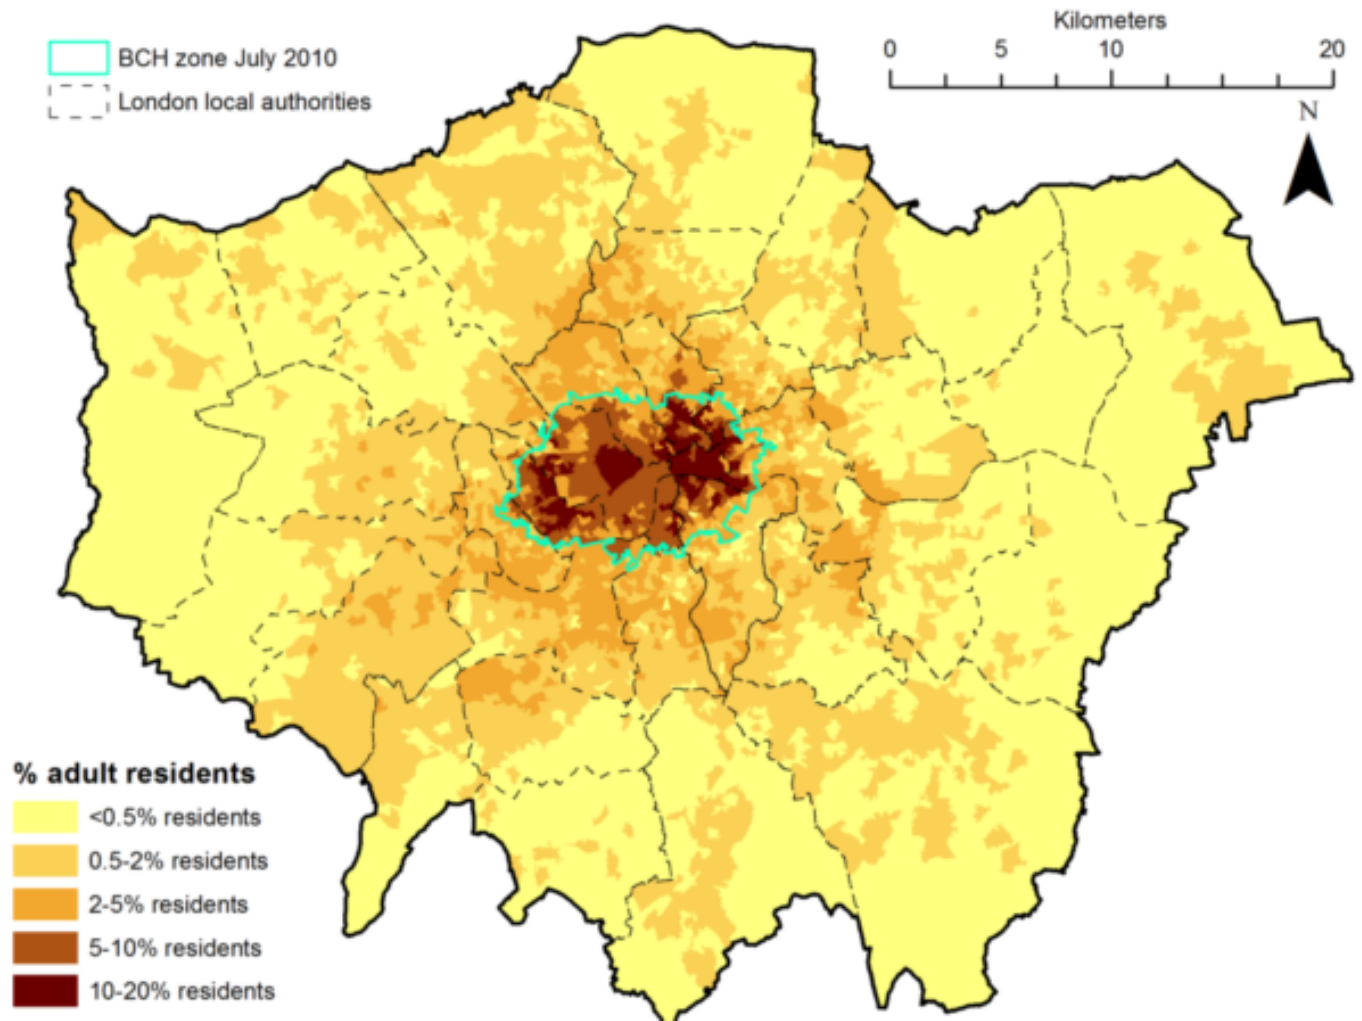 BCH zone July 2010
London local authorities
Kilometers
0 5 10 20
N
% adult residents
<0.5% residents
0.5-2% residents
2-5% residents
5-10% residents
10-20% residents